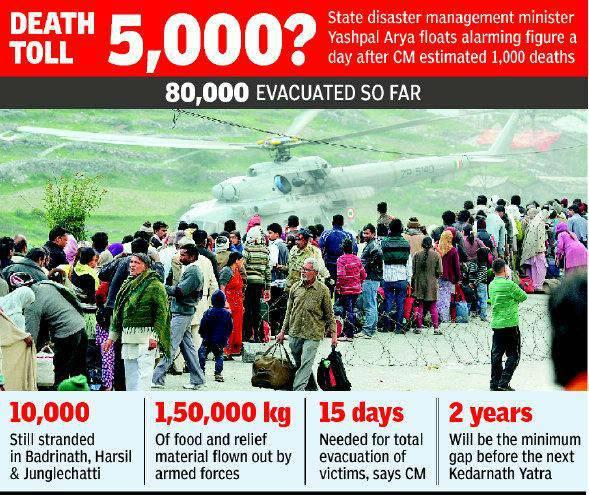 DEATH
TOLL
5,000?
State disaster management minister
Yashpal Arya floats alarming figure a
day after CM estimated 1,000 deaths
80,000 EVACUATED SO FAR
10,000
Still stranded
in Badrinath, Harsil
& Junglechatti
1,50,000 kg
Of food and relief
material flown out by
armed forces
15 days
Needed for total
evacuation of
victims, says CM
2 years
Will be the minimum
gap before the next
Kedarnath Yatra